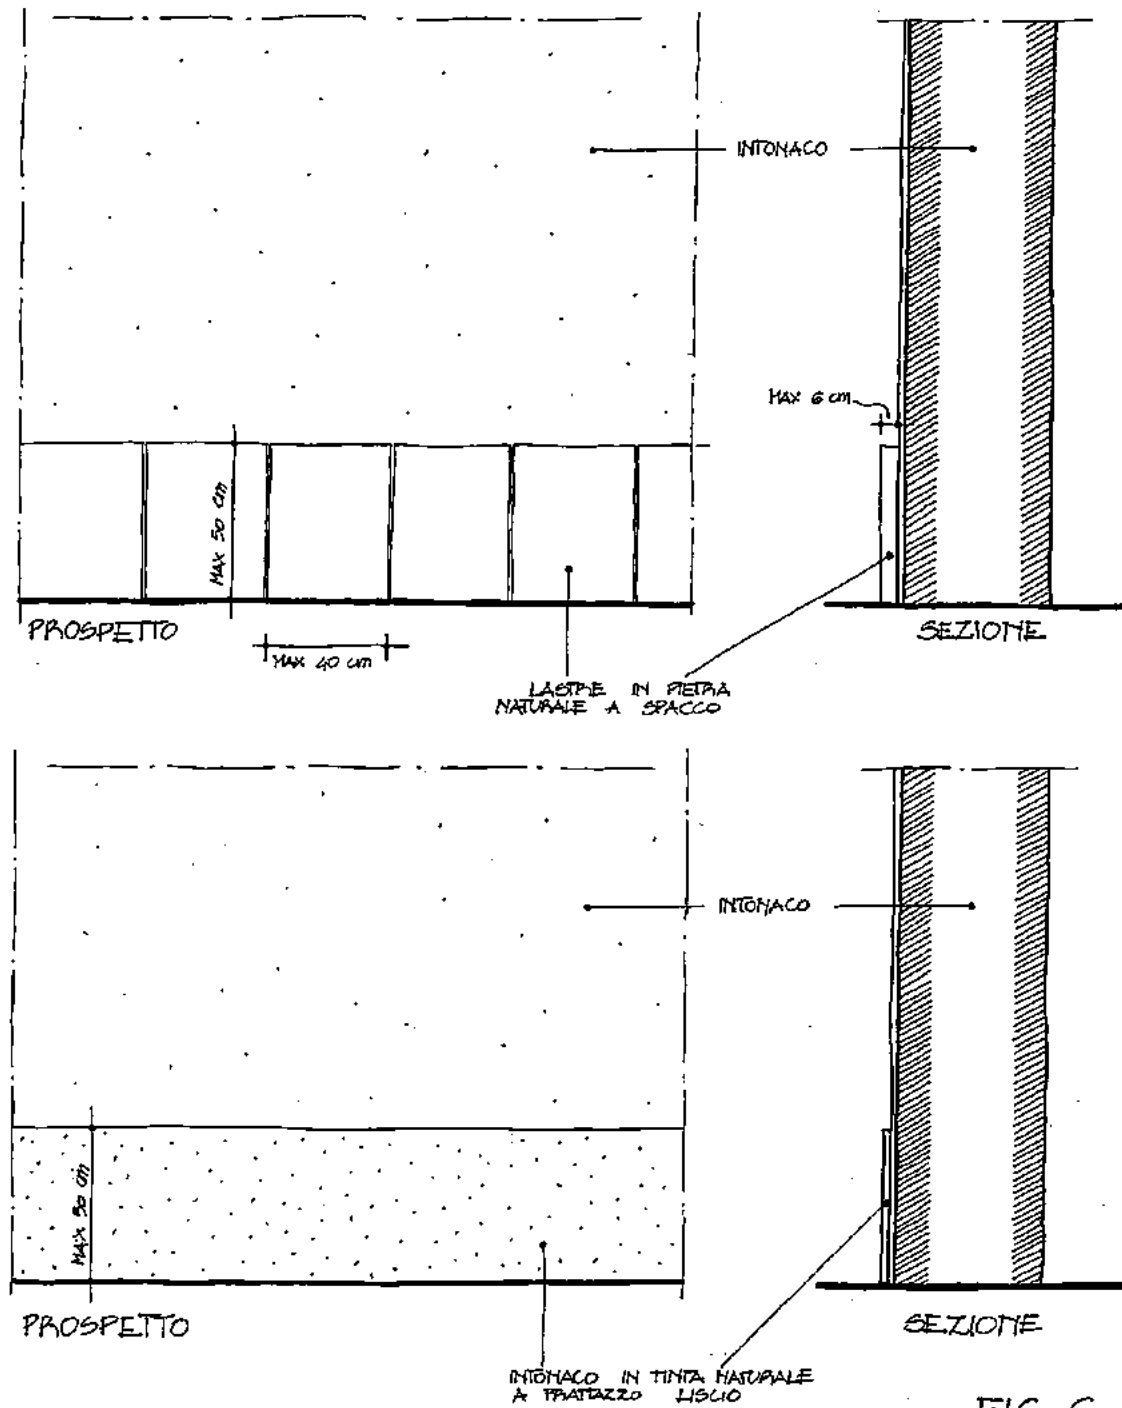 INTONACO
MAX 6 cm
MAX 50 cm
PROSPETTO
SEZIONE
MAX 40 cm
LASTRE IN PIETRA
NATURALE A SPACCO
INTONACO
MAX 50 cm
PROSPETTO
SEZIONE
INTONACO IN TINTA NATURALE
A FRATTAZZO LISCIO